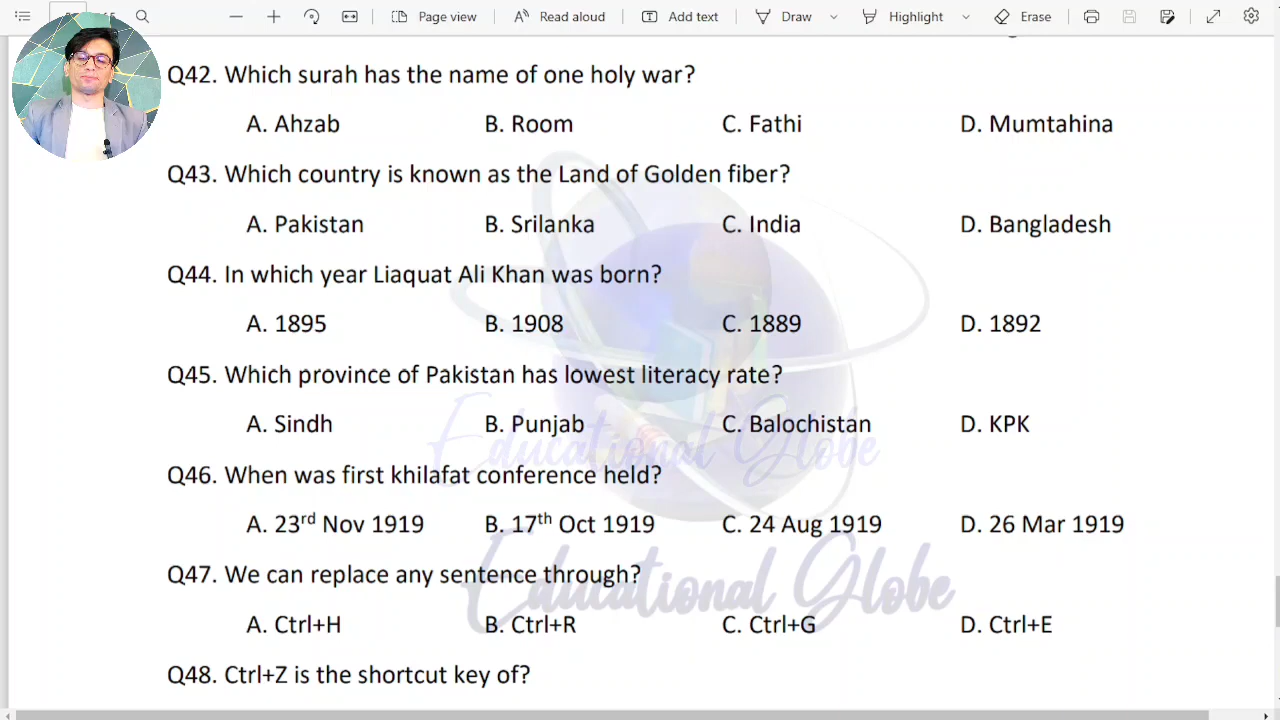 Page view
Read aloud
Add text
Draw
Highlight
Erase
Q42. Which surah has the name of one holy war?
A. Ahzab B. Room C. Fathi D. Mumtahina
Q43. Which country is known as the Land of Golden fiber?
A. Pakistan B. Srilanka C. India D. Bangladesh
Q44. In which year Liaquat Ali Khan was born?
A. 1895 B. 1908 C. 1889 D. 1892
Q45. Which province of Pakistan has lowest literacy rate?
A. Sindh B. Punjab C. Balochistan D. KPK
Educational Globe
Q46. When was first khilafat conference held?
A. 23rd Nov 1919 B. 17th Oct 1919 C. 24 Aug 1919 D. 26 Mar 1919
Q47. We can replace any sentence through?
Educational Globe
A. Ctrl+H B. Ctrl+R C. Ctrl+G D. Ctrl+E
Q48. Ctrl+Z is the shortcut key of?